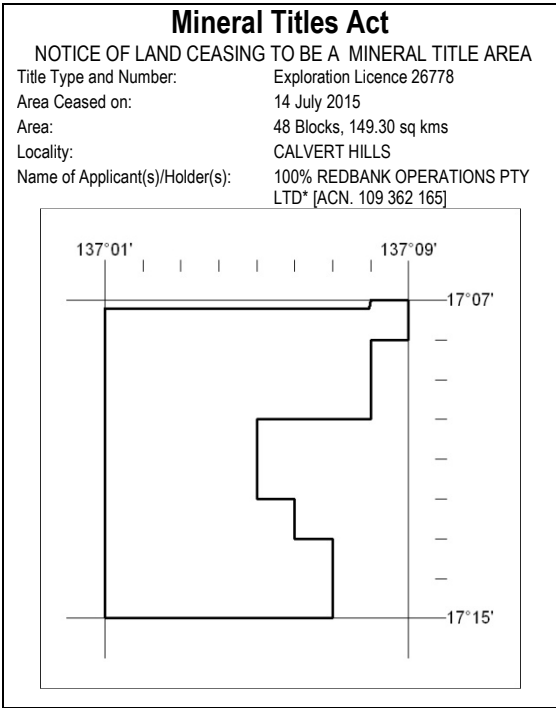 Mineral Titles Act
NOTICE OF LAND CEASING TO BE A MINERAL TITLE AREA
Title Type and Number: Exploration Licence 26778
Area Ceased on: 14 July 2015
Area: 48 Blocks, 149.30 sq kms
Locality: CALVERT HILLS
Name of Applicant(s)/Holder(s): 100% REDBANK OPERATIONS PTY
LTD* [ACN. 109 362 165]
137°01' 137°09'
17°07'
17°15'